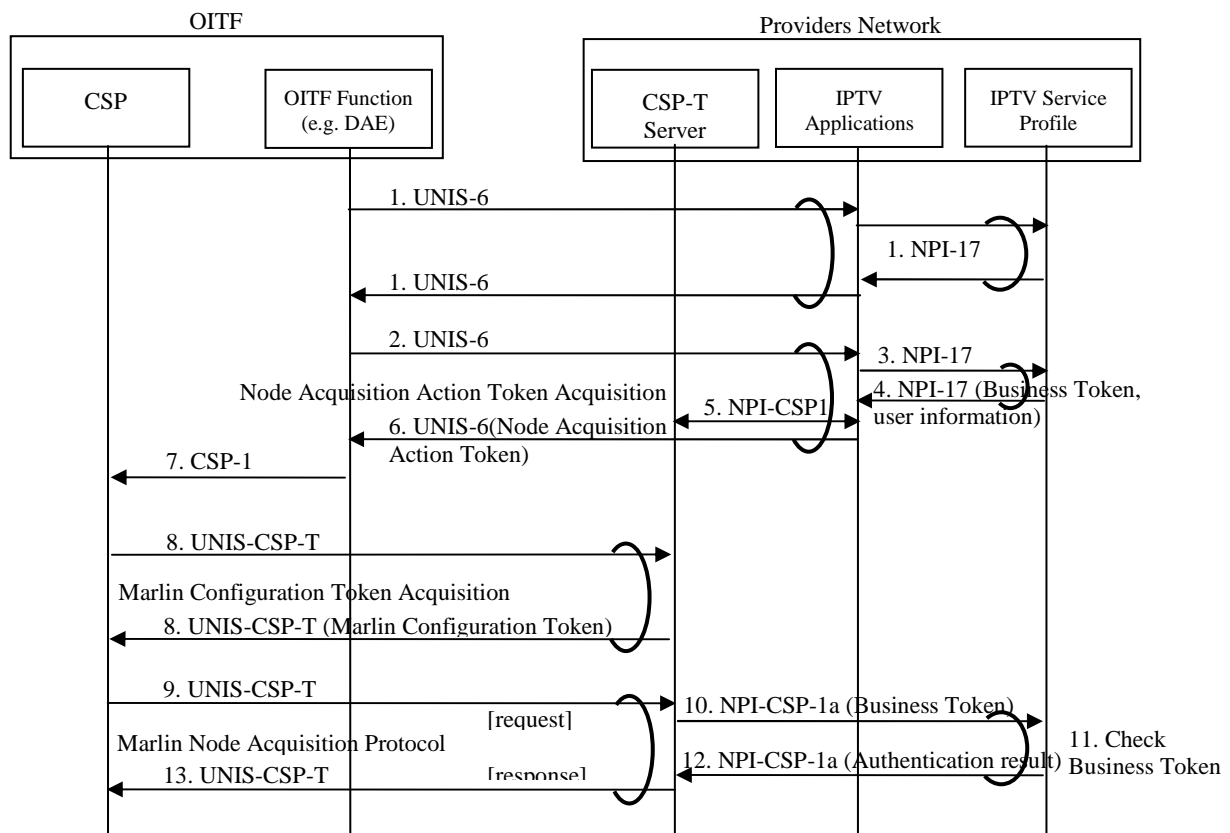 OITF
Providers Network
CSP
OITF Function
(e.g. DAE)
CSP-T
Server
IPTV
Applications
IPTV Service
Profile
1. UNIS-6
1. NPI-17
1. UNIS-6
2. UNIS-6
3. NPI-17
Node Acquisition Action Token Acquisition
4. NPI-17 (Business Token,
user information)
5. NPI-CSP1
6. UNIS-6(Node Acquisition
Action Token)
7. CSP-1
8. UNIS-CSP-T
Marlin Configuration Token Acquisition
8. UNIS-CSP-T (Marlin Configuration Token)
9. UNIS-CSP-T
[request]
10. NPI-CSP-1a (Business Token)
Marlin Node Acquisition Protocol
11. Check
Business Token
12. NPI-CSP-1a (Authentication result)
13. UNIS-CSP-T
[response]